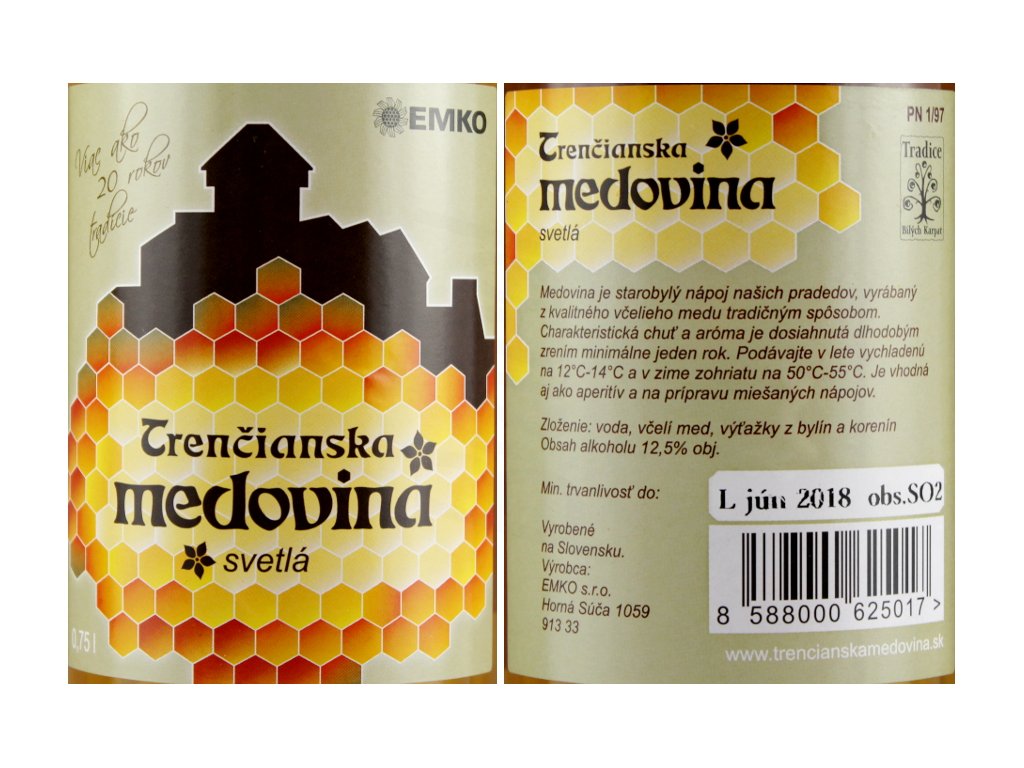 Viac ako
20 rokov
tradície
EMKO
Trenčianska
medovina
svetlá
0,75 l
PN 1/97
Tradice
Bílých Karpat
Trenčianska
medovina
svetlá
Medovina je starobylý nápoj našich pradedov, vyrábaný
z kvalitného včelieho medu tradičným spôsobom.
Charakteristická chuť a aróma je dosiahnutá dlhodobým
zrením minimálne jeden rok. Podávajte v lete vychladenú
na 12°C-14°C a v zime zohriatu na 50°C-55°C. Je vhodná
aj ako aperitív a na prípravu miešaných nápojov.
Zloženie: voda, včelí med, výťažky z bylín a korenín
Obsah alkoholu 12,5% obj.
Min. trvanlivosť do:
L jún 2018 obs.SO2
Vyrobené
na Slovensku.
Výrobca:
EMKO s.r.o.
Horná Súča 1059
913 33
8 588000 625017 >
www.trencianskamedovina.sk